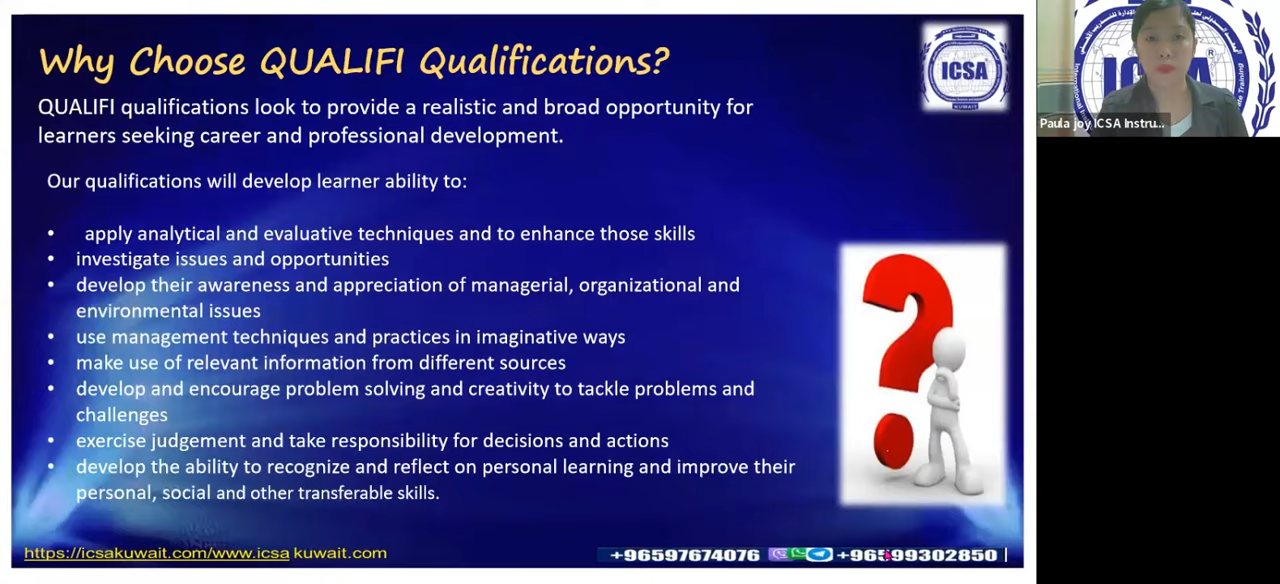 Why Choose QUALIFI Qualifications?
QUALIFI qualifications look to provide a realistic and broad opportunity for
learners seeking career and professional development.
Our qualifications will develop learner ability to:
• apply analytical and evaluative techniques and to enhance those skills
• investigate issues and opportunities
• develop their awareness and appreciation of managerial, organizational and
environmental issues
• use management techniques and practices in imaginative ways
• make use of relevant information from different sources
• develop and encourage problem solving and creativity to tackle problems and
challenges
• exercise judgement and take responsibility for decisions and actions
• develop the ability to recognize and reflect on personal learning and improve their
personal, social and other transferable skills.
https://icsakuwait.com/www.icsa kuwait.com
+96597674076 +96599302850
ICSA
KUWAIT
Paula joy ICSA Instru...